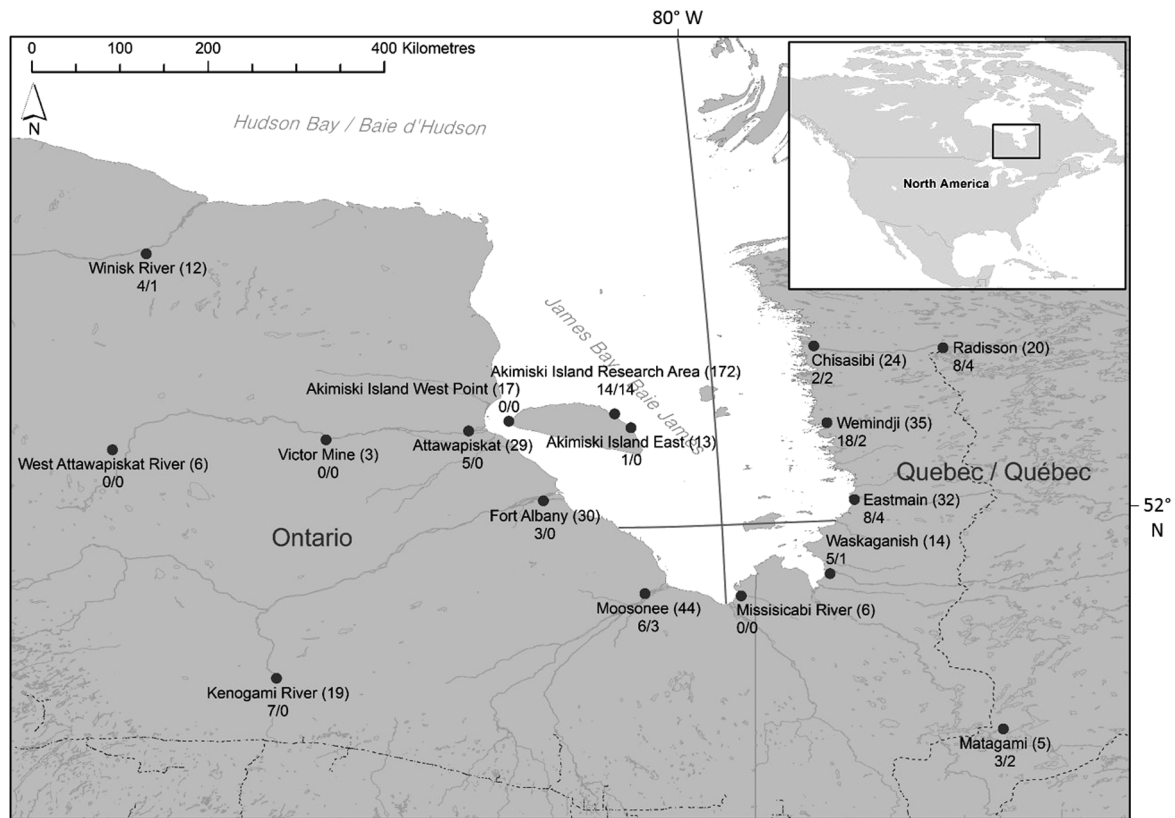 80° W
0 100 200 400 Kilometres
N
Hudson Bay / Baie d'Hudson
North America
Winisk River (12)
4/1
James Bay / Baie James
Chisasibi (24)
2/2
Radisson (20)
8/4
Akimiski Island Research Area (172)
14/14
Akimiski Island West Point (17)
0/0
Akimiski Island East (13)
1/0
Wemindji (35)
18/2
West Attawapiskat River (6)
0/0
Victor Mine (3)
0/0
Attawapiskat (29)
5/0
Quebec / Québec
Eastmain (32)
8/4
52°
N
Fort Albany (30)
3/0
Ontario
Waskaganish (14)
5/1
Moosonee (44)
6/3
Missisicabi River (6)
0/0
Kenogami River (19)
7/0
Matagami (5)
3/2